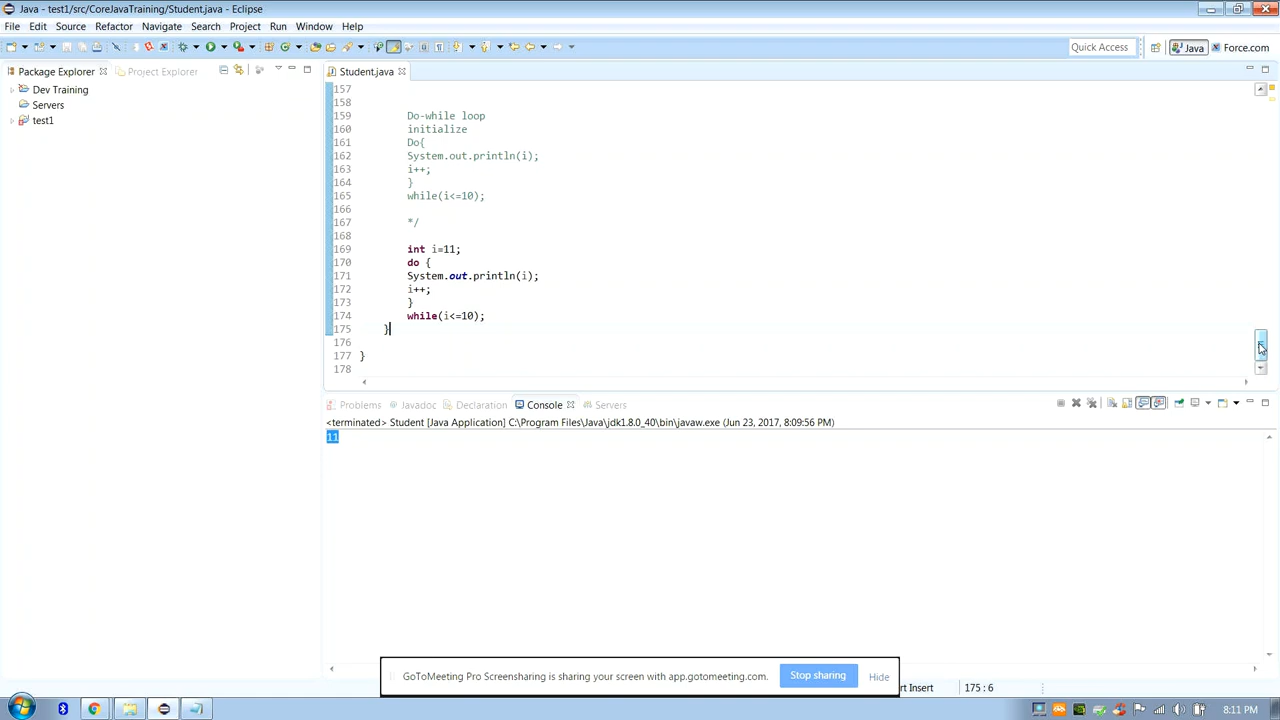 Java - test1/src/CoreJavaTraining/Student.java - Eclipse
File Edit Source Refactor Navigate Search Project Run Window Help
Quick Access Java Force.com
Package Explorer Project Explorer
Student.java
Dev Training
Servers
test1
157
158
159 Do-while loop
160 initialize
161 Do{
162 System.out.println(i);
163 i++;
164 }
165 while(i<=10);
166
167 */
168
169 int i=11;
170 do {
171 System.out.println(i);
172 i++;
173 }
174 while(i<=10);
175 }
176
177 }
178
Problems Javadoc Declaration Console Servers
<terminated> Student [Java Application] C:\Program Files\Java\jdk1.8.0_40\bin\javaw.exe (Jun 23, 2017, 8:09:56 PM)
11
GoToMeeting Pro Screensharing is sharing your screen with app.gotomeeting.com. Stop sharing Hide
rt Insert 175 : 6
8:11 PM